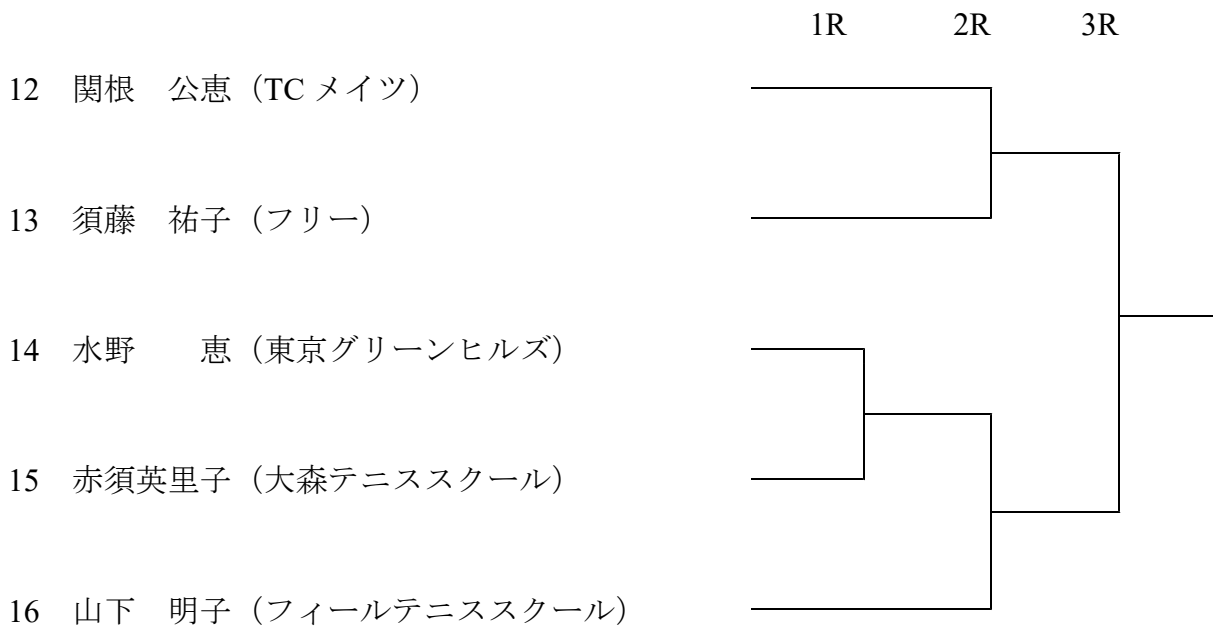 1R 2R 3R
12 関根　公恵（TC メイツ）
13 須藤　祐子（フリー）
14 水野　　恵（東京グリーンヒルズ）
15 赤須英里子（大森テニススクール）
16 山下　明子（フィールテニススクール）